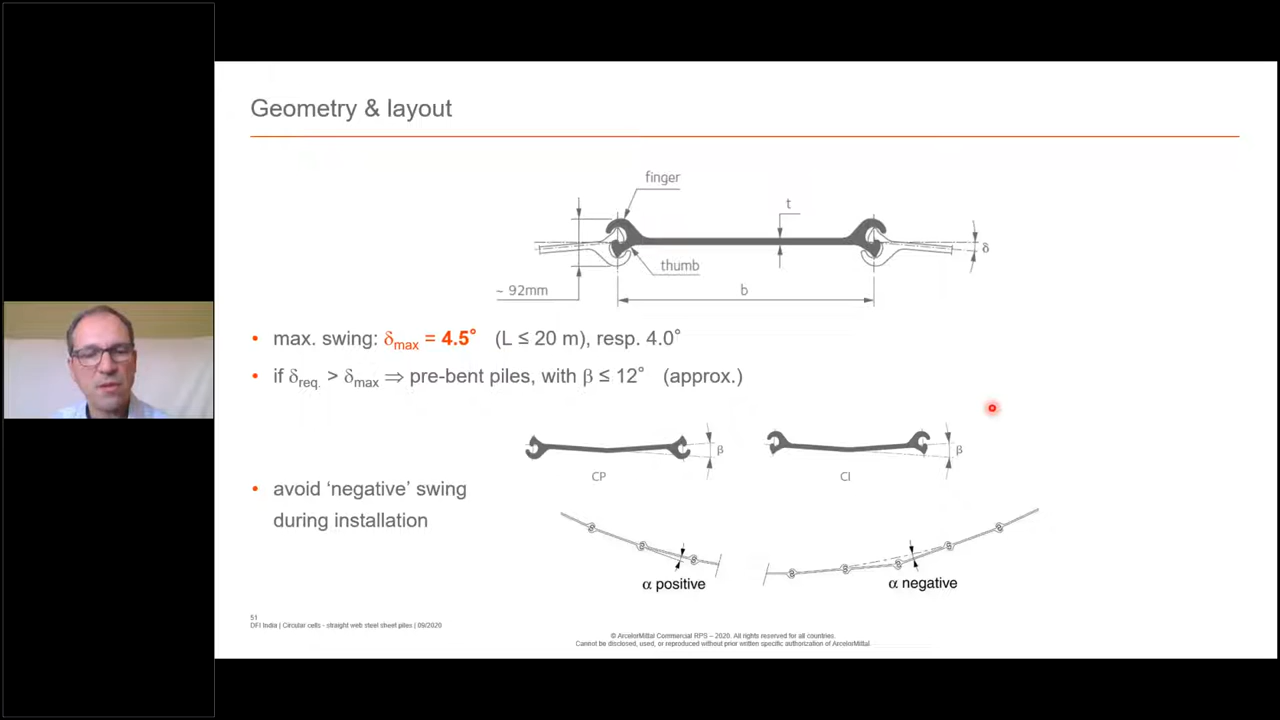 Geometry & layout
finger
t
δ
thumb
~ 92mm
b
• max. swing: δmax = 4.5° (L ≤ 20 m), resp. 4.0°
• if δreq. > δmax ⇒ pre-bent piles, with β ≤ 12° (approx.)
β
β
CP
CI
• avoid ‘negative’ swing
during installation
α positive
α negative
51
DFI India | Circular cells - straight web steel sheet piles | 09/2020
© ArcelorMittal Commercial RPS – 2020. All rights reserved for all countries.
Cannot be disclosed, used, or reproduced without prior written specific authorization of ArcelorMittal